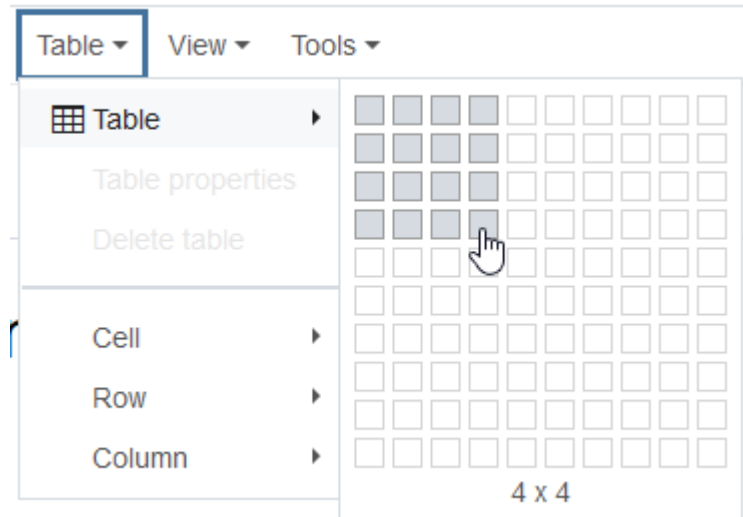 Table View Tools
Table
Table properties
Delete table
Cell
Row
Column
4 x 4